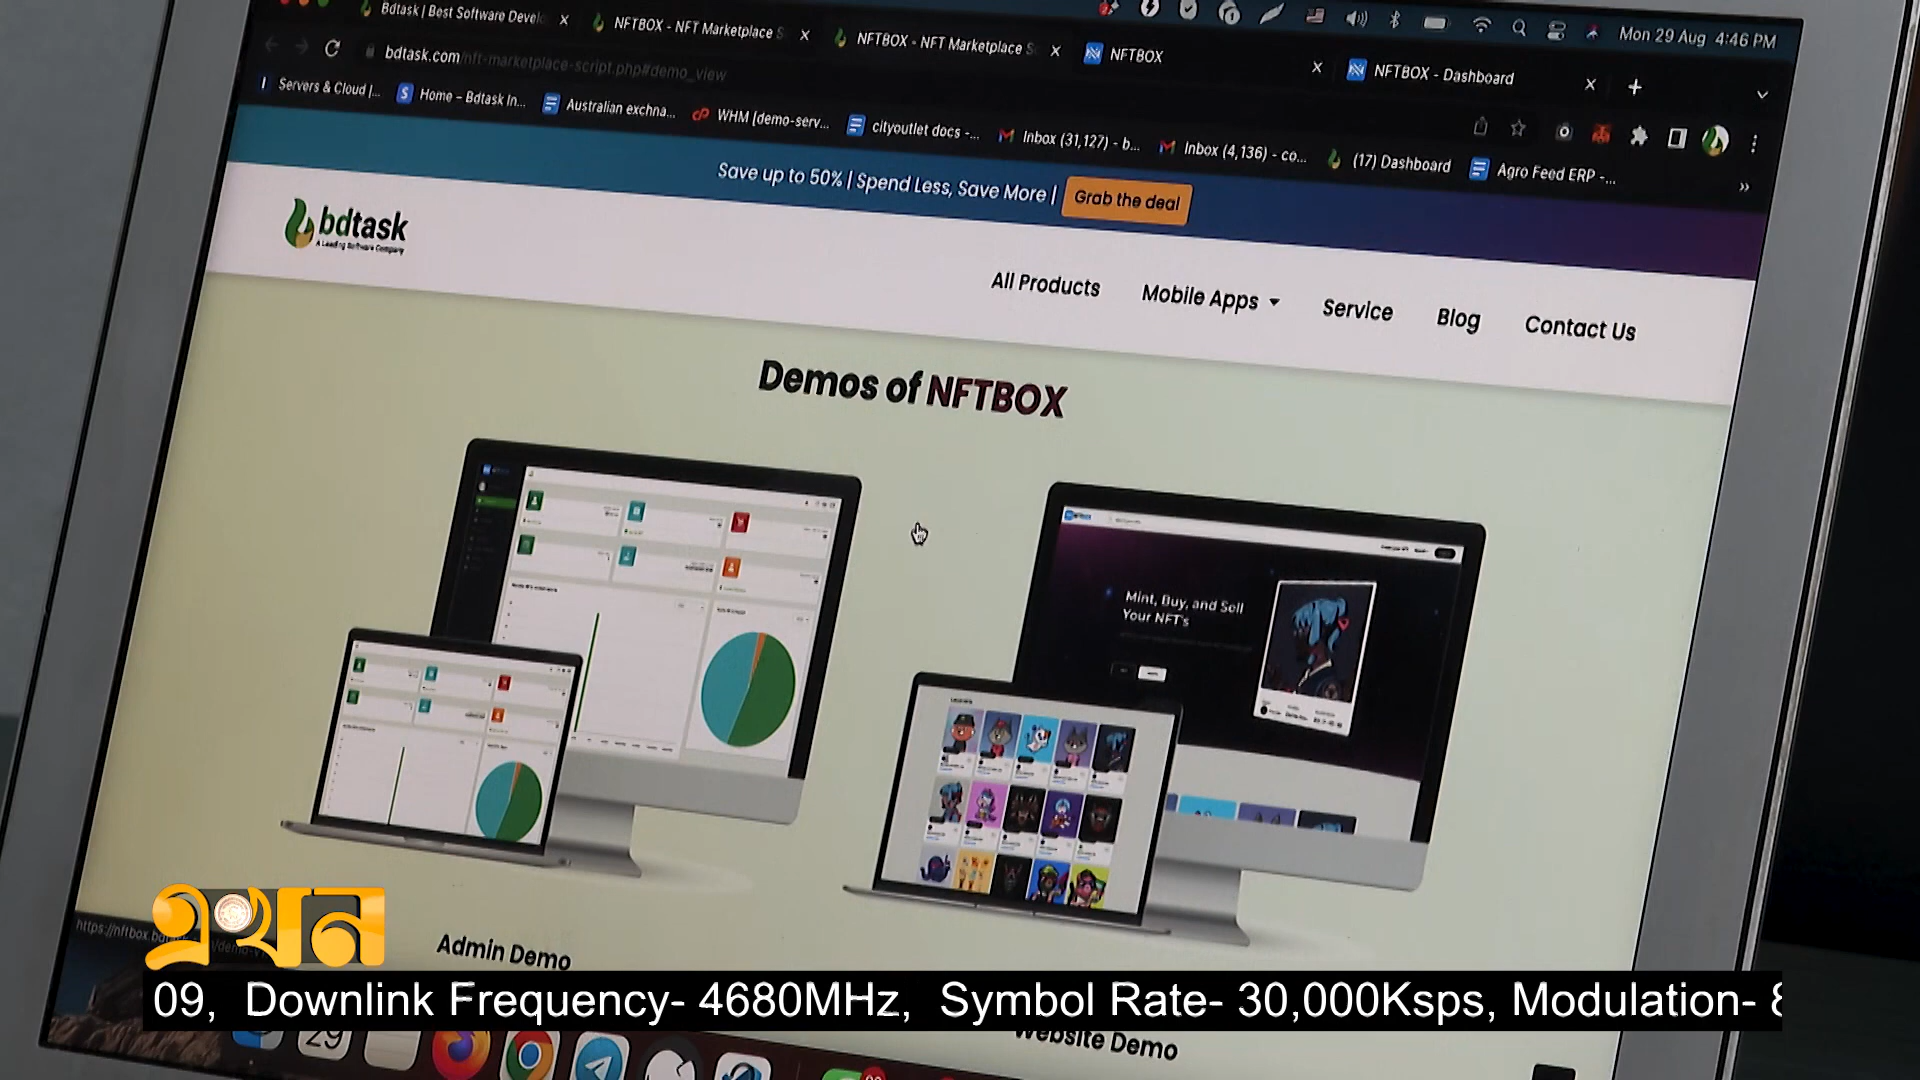 Mon 29 Aug 4:46 PM
Bdtask | Best Software Devel
NFTBOX - NFT Marketplace S
NFTBOX - NFT Marketplace S
NFTBOX
NFTBOX - Dashboard
bdtask.com/nft-marketplace-script.php#demo_view
Servers & Cloud |...
Home – Bdtask In...
Australian exchna...
WHM [demo-serv...
cityoutlet docs -...
Inbox (31,127) - b...
Inbox (4,136) - co...
(17) Dashboard
Agro Feed ERP -...
Save up to 50% | Spend Less, Save More | Grab the deal
bdtask
A Leading Software Company
All Products Mobile Apps Service Blog Contact Us
Demos of NFTBOX
Mint, Buy, and Sell
Your NFT's
Admin Demo
Website Demo
এখন
09, Downlink Frequency- 4680MHz, Symbol Rate- 30,000Ksps, Modulation- 8
29